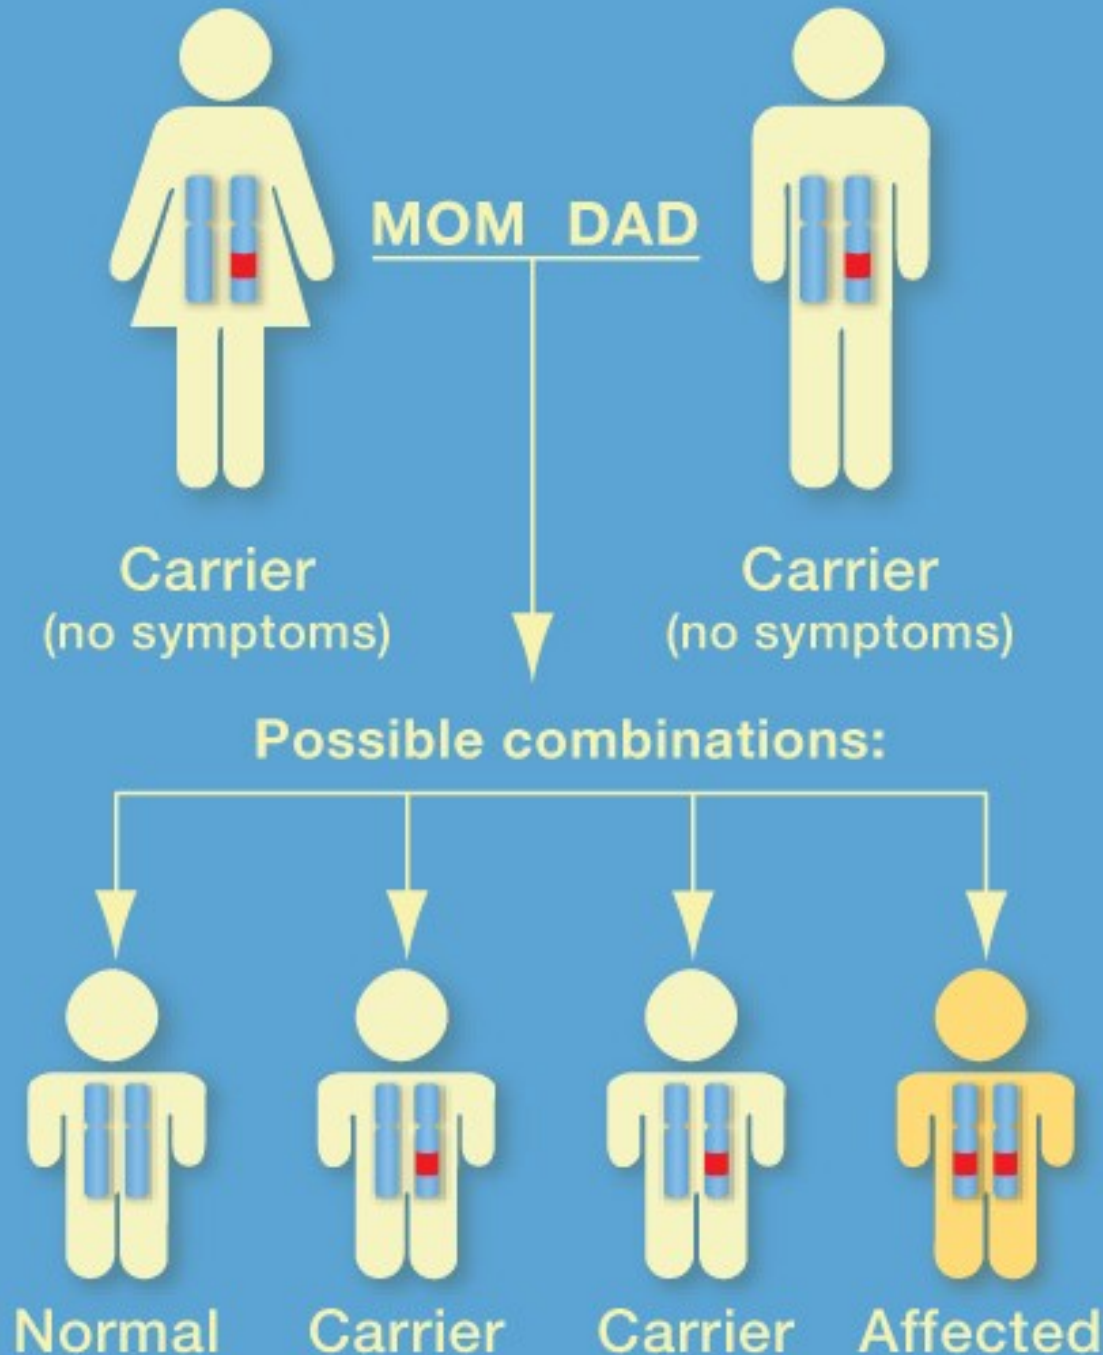 MOM DAD
Carrier
(no symptoms)
Carrier
(no symptoms)
Possible combinations:
Normal
Carrier
Carrier
Affected